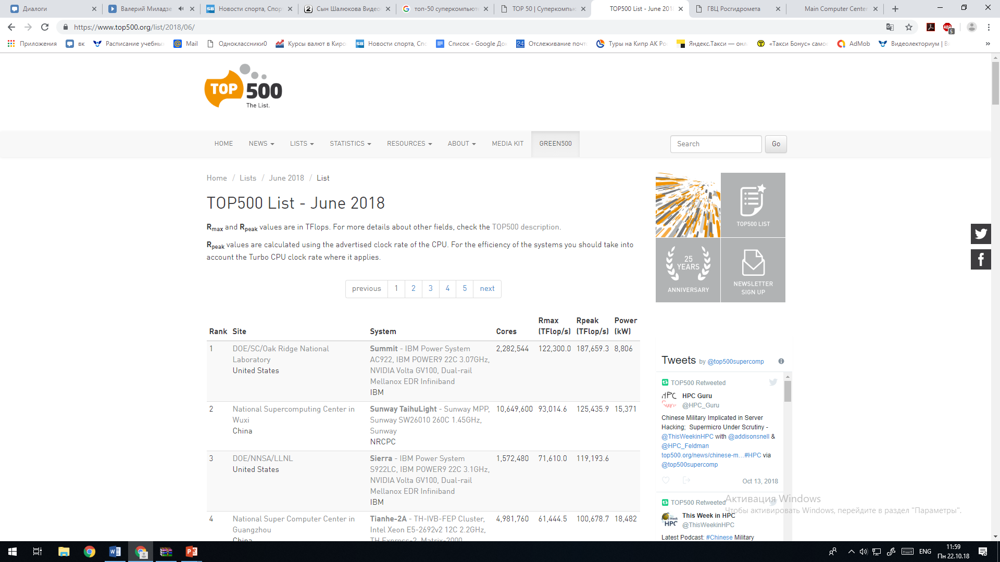 Диалоги
Валерий Миладзе
Новости спорта, Спор
Сын Шалюкова Видео
топ-50 суперкомпьют
TOP 50 | Суперкомпь
TOP500 List - June 201
ГВЦ Росгидромета
Main Computer Center
https://www.top500.org/list/2018/06/
5
Приложения
вк
Расписание учебны
Mail
Одноклассники0
Курсы валют в Киро
Новости спорта, Спо
Список - Google До
24 Отслеживание почт
Туры на Кипр АК Ро
Яндекс.Такси — онл
«Такси Бонус» само
AdMob
Видеолекториум | В
»
TOP 500
The List.
HOME
NEWS
LISTS
STATISTICS
RESOURCES
ABOUT
MEDIA KIT
GREEN500
Search
Go
Home / Lists / June 2018 / List
TOP500 List - June 2018
Rmax and Rpeak values are in TFlops. For more details about other fields, check the TOP500 description.
Rpeak values are calculated using the advertised clock rate of the CPU. For the efficiency of the systems you should take into
account the Turbo CPU clock rate where it applies.
previous 1 2 3 4 5 next
TOP500 LIST
25
YEARS
ANNIVERSARY
NEWSLETTER
SIGN UP
Rank Site System Cores Rmax (TFlop/s) Rpeak (TFlop/s) Power (kW)
1 DOE/SC/Oak Ridge National
Laboratory
United States
Summit - IBM Power System
AC922, IBM POWER9 22C 3.07GHz,
NVIDIA Volta GV100, Dual-rail
Mellanox EDR Infiniband
IBM
2,282,544 122,300.0 187,659.3 8,806
2 National Supercomputing Center in
Wuxi
China
Sunway TaihuLight - Sunway MPP,
Sunway SW26010 260C 1.45GHz,
Sunway
NRCPC
10,649,600 93,014.6 125,435.9 15,371
3 DOE/NNSA/LLNL
United States
Sierra - IBM Power System
S922LC, IBM POWER9 22C 3.1GHz,
NVIDIA Volta GV100, Dual-rail
Mellanox EDR Infiniband
IBM
1,572,480 71,610.0 119,193.6
4 National Super Computer Center in
Guangzhou
China
Tianhe-2A - TH-IVB-FEP Cluster,
Intel Xeon E5-2692v2 12C 2.2GHz,
TH Express-2, Matrix-2000
4,981,760 61,444.5 100,678.7 18,482
Tweets by @top500supercomp
TOP500 Retweeted
HPC Guru
@HPC_Guru
Chinese Military Implicated in Server
Hacking; Supermicro Under Scrutiny -
@ThisWeekinHPC with @addisonsnell &
@HPC_Feldman
top500.org/news/chinese-m…#HPC via
@top500supercomp
Oct 13, 2018
TOP500 Retweeted
This Week in HPC
@ThisWeekinHPC
Latest Podcast: #Chinese Military
Активация Windows
Чтобы активировать Windows, перейдите в раздел "Параметры".
ENG
11:59
Пн 22.10.18